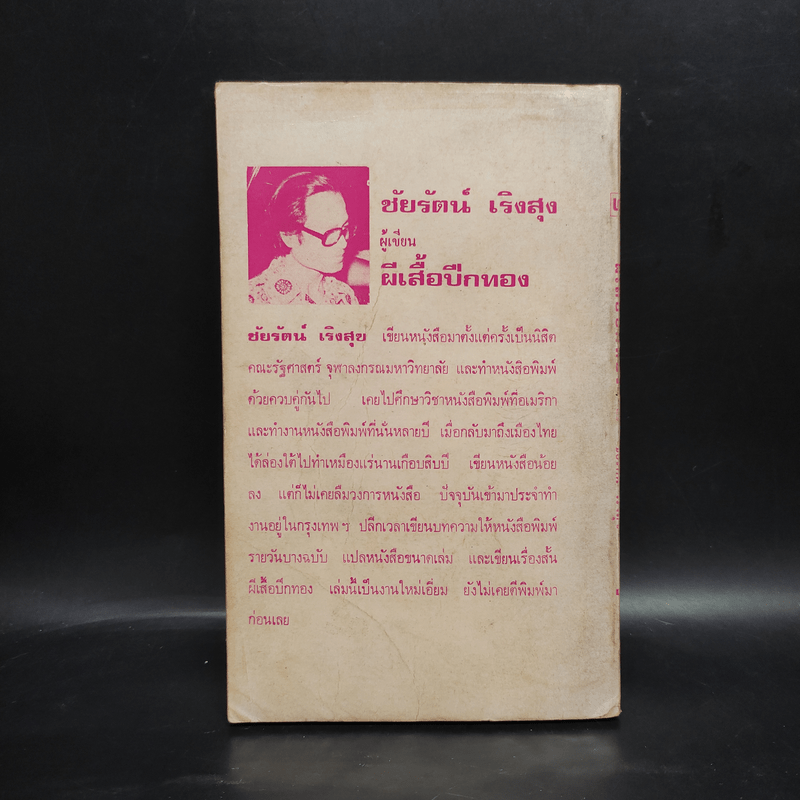 ชัยรัตน์ เริงสุข
ผู้เขียน
ผีเสื้อปีกทอง
ชัยรัตน์ เริงสุข เขียนหนังสือมาตั้งแต่ครั้งเป็นนิสิต
คณะรัฐศาสตร์ จุฬาลงกรณมหาวิทยาลัย และทำหนังสือพิมพ์
ด้วยควบคู่กันไป เคยไปศึกษาวิชาหนังสือพิมพ์ที่อเมริกา
และทำงานหนังสือพิมพ์ที่นั่นหลายปี เมื่อกลับมาถึงเมืองไทย
ได้ล่องใต้ไปทำเหมืองแร่นานเกือบสิบปี เขียนหนังสือน้อย
ลง แต่ก็ไม่เคยลืมวงการหนังสือ ปัจจุบันเข้ามาประจำทำ
งานอยู่ในกรุงเทพฯ ปลีกเวลาเขียนบทความให้หนังสือพิมพ์
รายวันบางฉบับ แปลหนังสือขนาดเล่ม และเขียนเรื่องสั้น
ผีเสื้อปีกทอง เล่มนี้เป็นงานใหม่เอี่ยม ยังไม่เคยตีพิมพ์มา
ก่อนเลย